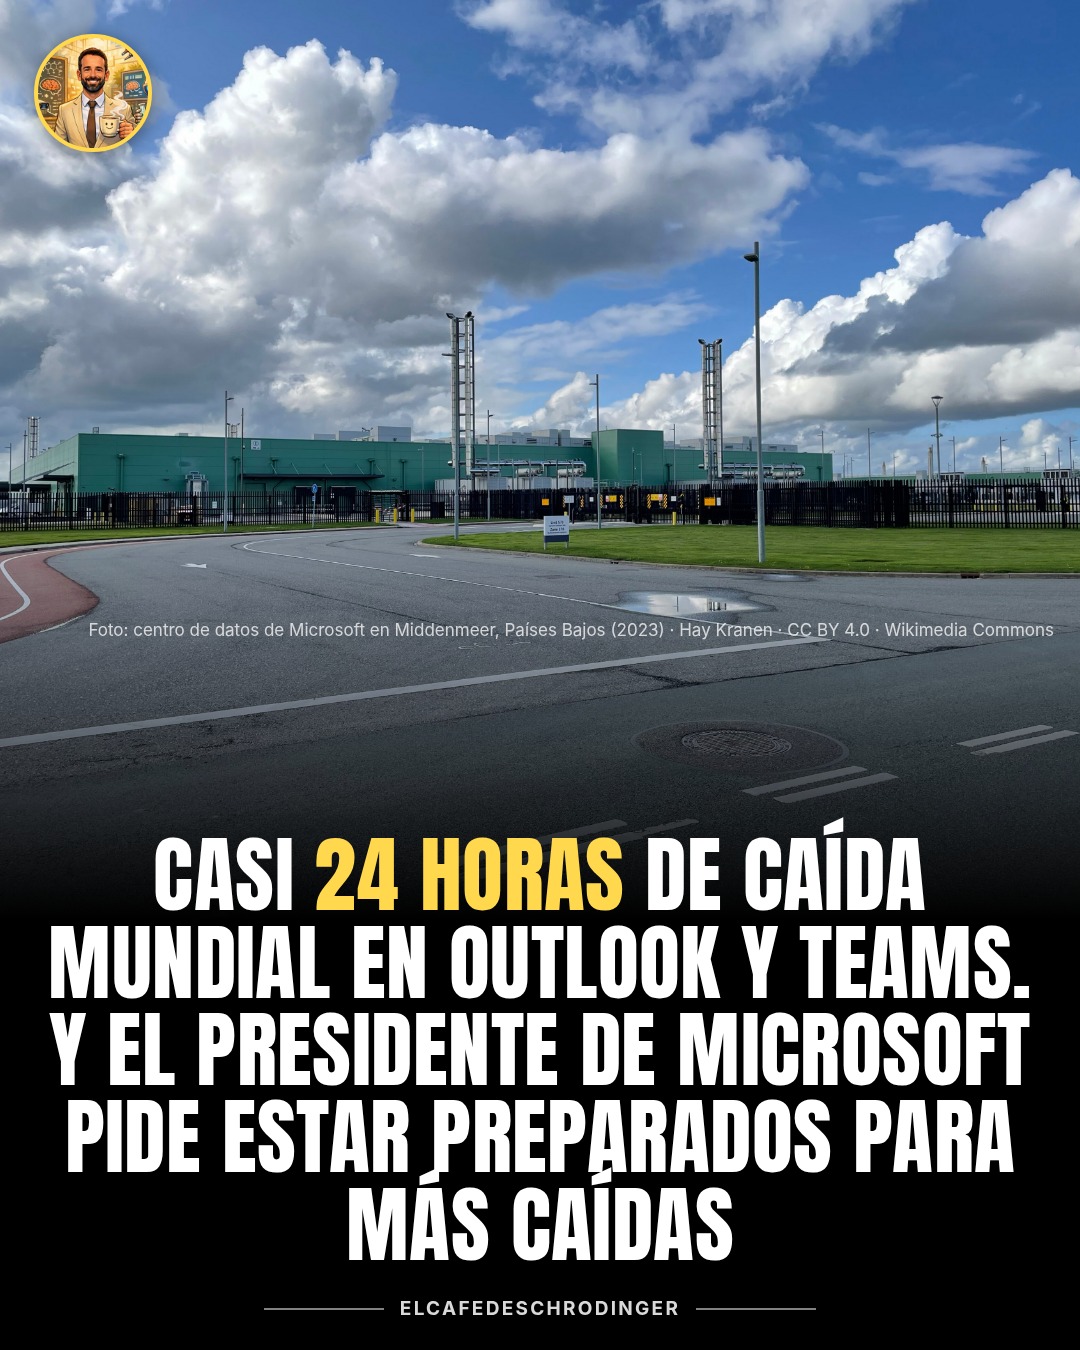 Foto: centro de datos de Microsoft en Middenmeer, Países Bajos (2023) · Hay Kranen · CC BY 4.0 · Wikimedia Commons
CASI 24 HORAS DE CAÍDA
MUNDIAL EN OUTLOOK Y TEAMS.
Y EL PRESIDENTE DE MICROSOFT
PIDE ESTAR PREPARADOS PARA
MÁS CAÍDAS
ELCAFEDESCHRODINGER